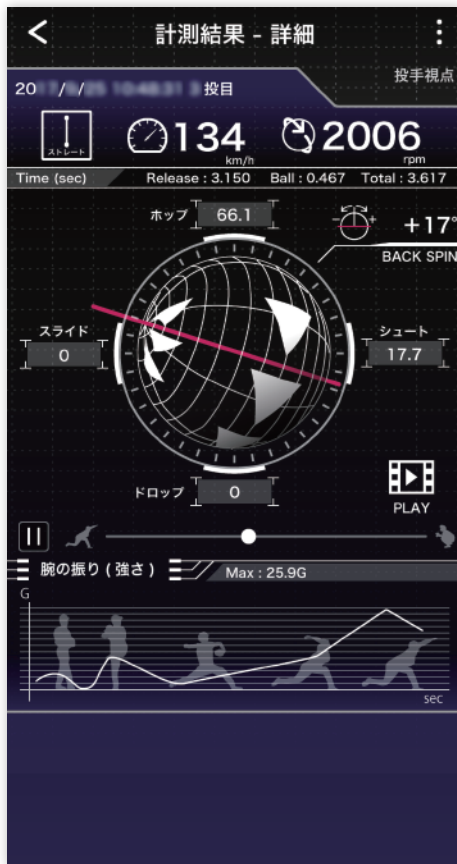 計測結果 - 詳細
投手視点
投目
ストレート
134 km/h
2006 rpm
Time (sec) Release : 3.150 Ball : 0.467 Total : 3.617
ホップ 66.1
- +
+17°
BACK SPIN
スライド
0
シュート
17.7
ドロップ 0
PLAY
腕の振り ( 強さ )
Max : 25.9G
G
sec